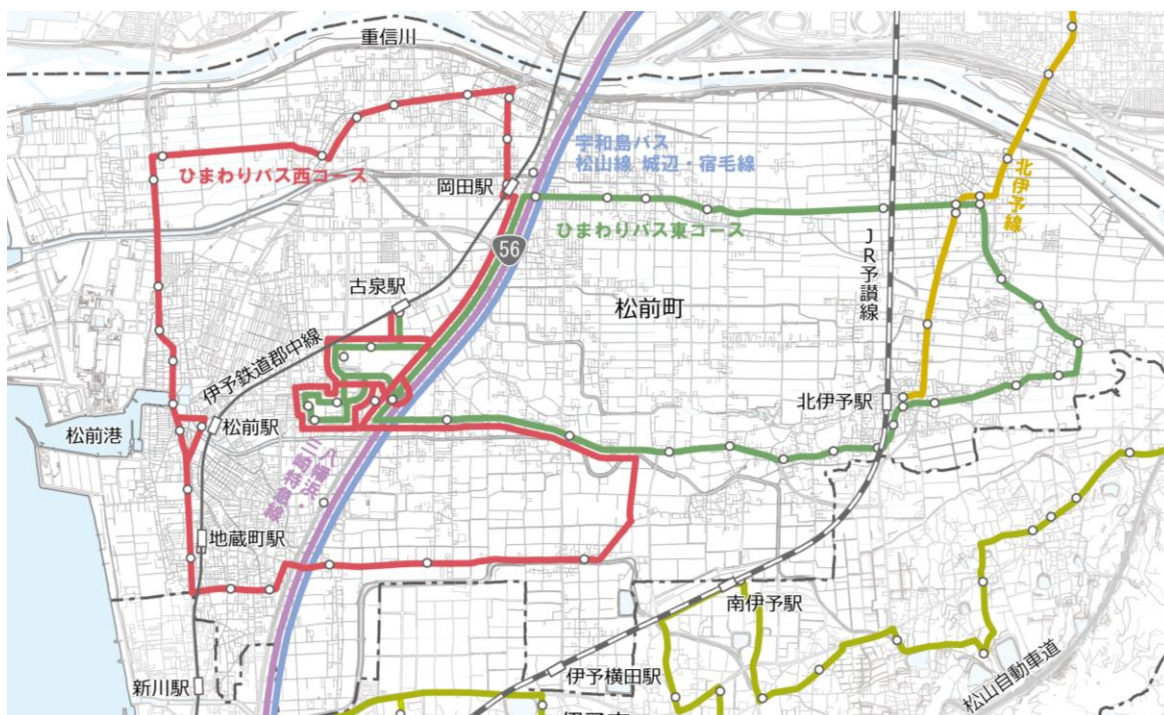 重信川
宇和島バス
松山線 城辺・宿毛線
ひまわりバス西コース
岡田駅
北伊予線
ひまわりバス東コース
56
JR予讃線
古泉駅
松前町
伊予鉄道郡中線
北伊予駅
松前港
松前駅
八幡浜・
三崎特急線
地蔵町駅
南伊予駅
伊予横田駅
新川駅
松山自動車道